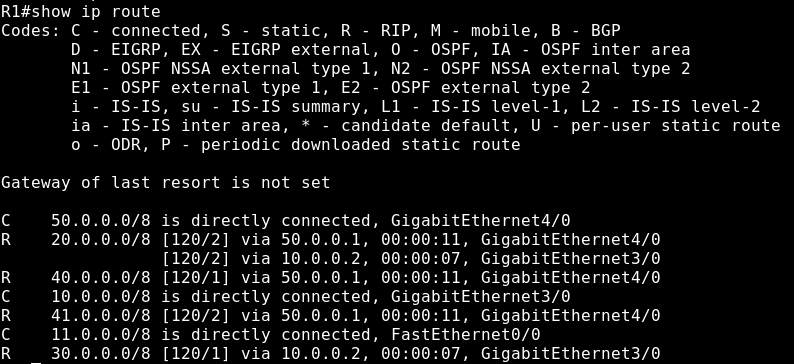 R1#show ip route
Codes: C - connected, S - static, R - RIP, M - mobile, B - BGP
       D - EIGRP, EX - EIGRP external, O - OSPF, IA - OSPF inter area
       N1 - OSPF NSSA external type 1, N2 - OSPF NSSA external type 2
       E1 - OSPF external type 1, E2 - OSPF external type 2
       i - IS-IS, su - IS-IS summary, L1 - IS-IS level-1, L2 - IS-IS level-2
       ia - IS-IS inter area, * - candidate default, U - per-user static route
       o - ODR, P - periodic downloaded static route

Gateway of last resort is not set

C    50.0.0.0/8 is directly connected, GigabitEthernet4/0
R    20.0.0.0/8 [120/2] via 50.0.0.1, 00:00:11, GigabitEthernet4/0
                [120/2] via 10.0.0.2, 00:00:07, GigabitEthernet3/0
R    40.0.0.0/8 [120/1] via 50.0.0.1, 00:00:11, GigabitEthernet4/0
C    10.0.0.0/8 is directly connected, GigabitEthernet3/0
R    41.0.0.0/8 [120/2] via 50.0.0.1, 00:00:11, GigabitEthernet4/0
C    11.0.0.0/8 is directly connected, FastEthernet0/0
R  _ 30.0.0.0/8 [120/1] via 10.0.0.2, 00:00:07, GigabitEthernet3/0